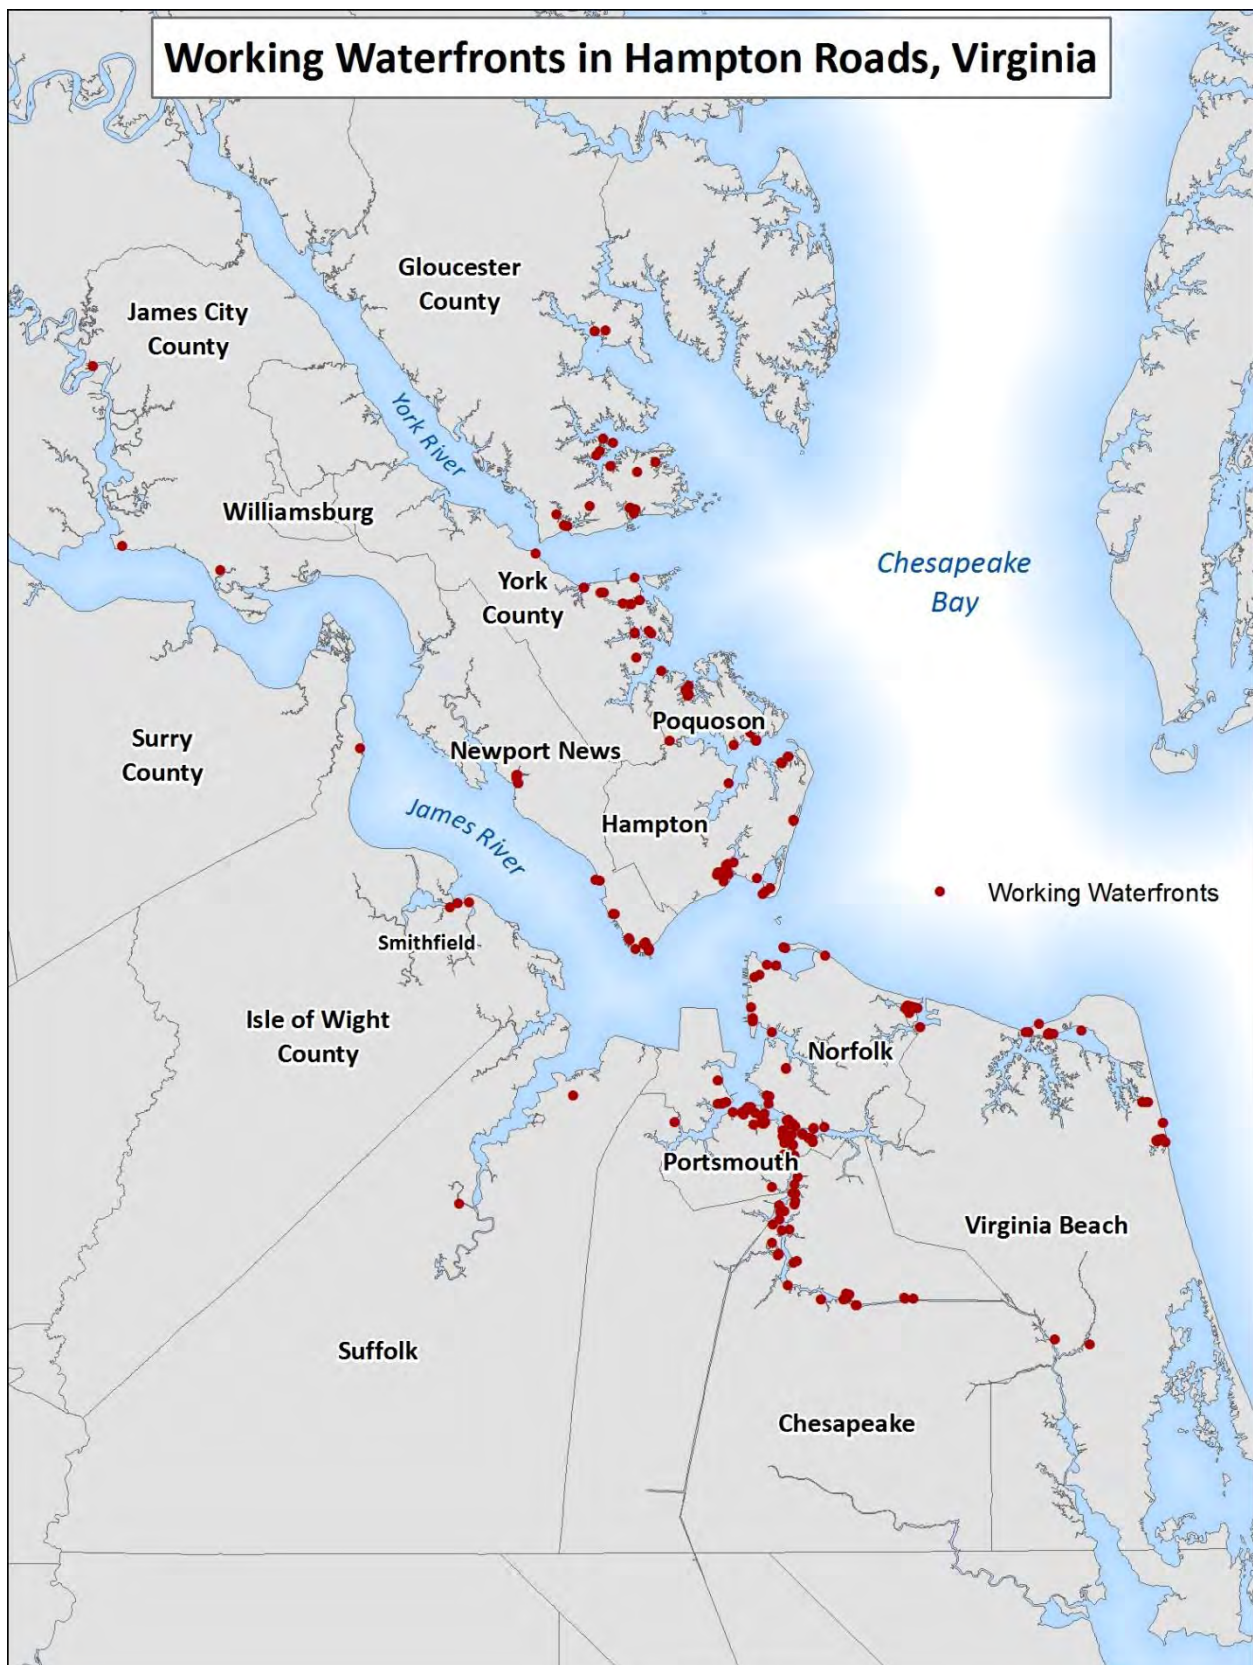 Working Waterfronts in Hampton Roads, Virginia
Gloucester
County
James City
County
York River
Williamsburg
York
County
Chesapeake
Bay
Poquoson
Surry
County
Newport News
James River
Hampton
Working Waterfronts
Smithfield
Isle of Wight
County
Norfolk
Portsmouth
Virginia Beach
Suffolk
Chesapeake